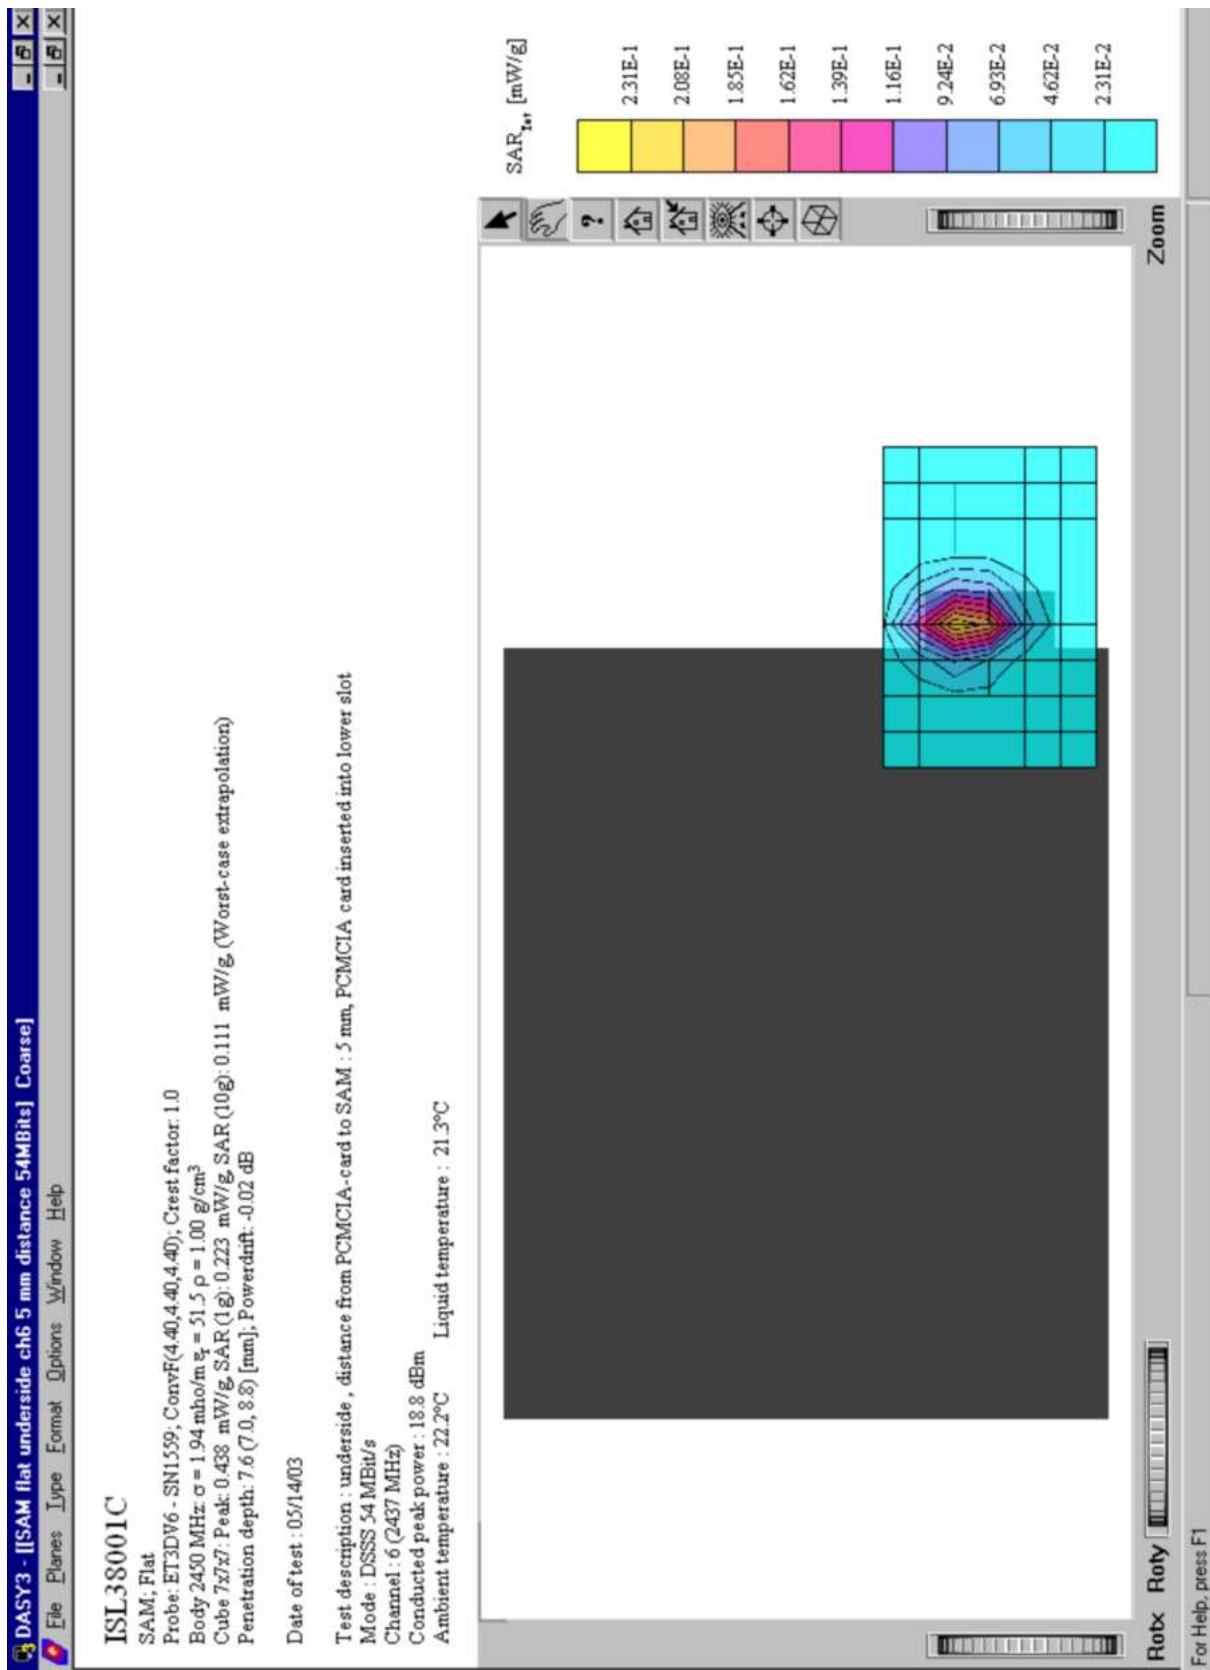 DASY3 - [[SAM flat underside ch6 5 mm distance 54MBits] Coarse]
File Planes Type Format Options Window Help
ISL38001C
SAM; Flat
Probe: ET3DV6 - SN1559; ConvF(4.40,4.40,4.40); Crest factor: 1.0
Body 2450 MHz: σ = 1.94 mho/m εr = 51.5 ρ = 1.00 g/cm³
Cube 7x7x7: Peak: 0.438 mW/g, SAR (1g): 0.223 mW/g, SAR (10g): 0.111 mW/g, (Worst-case extrapolation)
Penetration depth: 7.6 (7.0, 8.8) [mm]; Powerdrift: -0.02 dB
Date of test : 05/14/03
Test description : underside , distance from PCMCIA-card to SAM : 5 mm, PCMCIA card inserted into lower slot
Mode : DSSS 54 MBit/s
Channel : 6 (2437 MHz)
Conducted peak power : 18.8 dBm
Ambient temperature : 22.2°C Liquid temperature : 21.3°C
SARTot [mW/g]
2.31E-1
2.08E-1
1.85E-1
1.62E-1
1.39E-1
1.16E-1
9.24E-2
6.93E-2
4.62E-2
2.31E-2
?
Rotx Roty Zoom
For Help, press F1